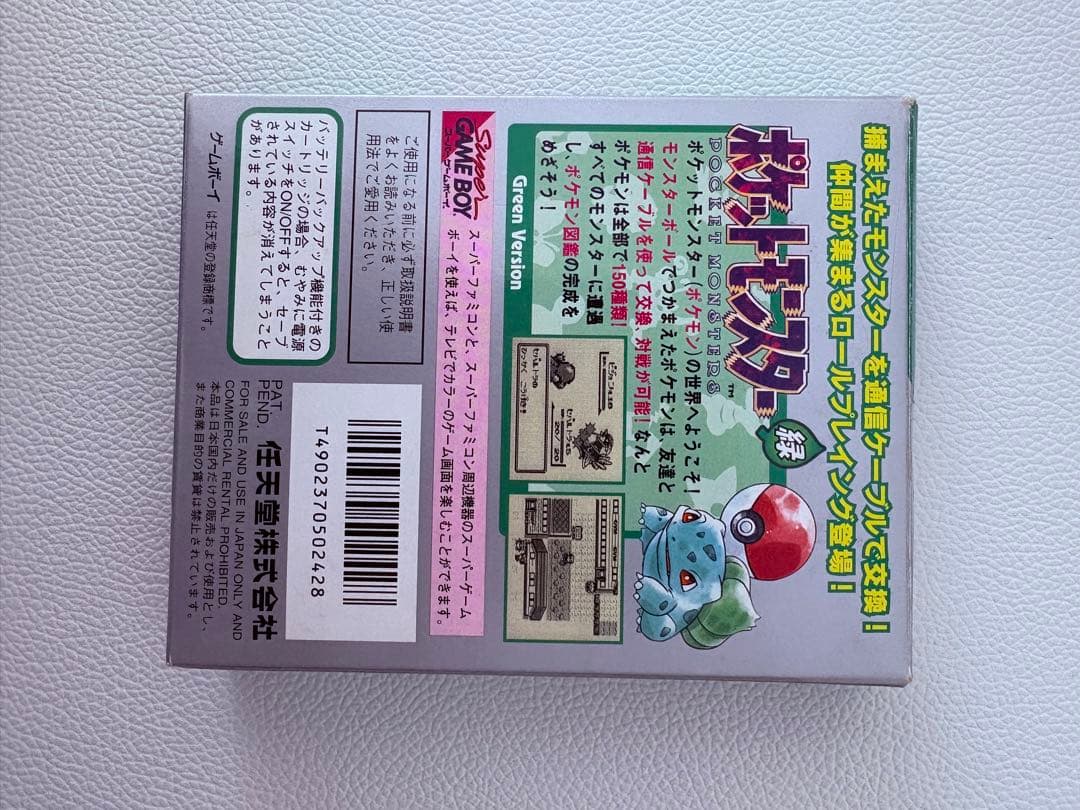 捕まえたモンスターを通信ケーブルで交換！
仲間が集まるロールプレイング登場！
ポケットモンスター™
POCKET MONSTERS
緑
ポケットモンスター(ポケモン)の世界へようこそ！
モンスターボールでつかまえたポケモンは、友達と
通信ケーブルを使って交換、対戦が可能！なんと
ポケモンは全部で150種類！
すべてのモンスターに遭遇
し、ポケモン図鑑の完成を
めざそう！
Green Version
Super
GAME BOY
スーパーゲームボーイ
スーパーファミコンと、スーパーファミコン周辺機器のスーパーゲーム
ボーイを使えば、テレビでカラーのゲーム画面を楽しむことができます。
ご使用になる前に必ず取扱説明書
をよくお読みいただき、正しい使
用法でご愛用ください。
T4902370502428
バッテリーバックアップ機能付きの
カートリッジの場合、むやみに電源
スイッチをON/OFFすると、セーブ
されている内容が消えてしまうこと
があります。
ゲームボーイ は任天堂の登録商標です。
PAT.
PEND.
任天堂株式会社
FOR SALE AND USE IN JAPAN ONLY AND
COMMERCIAL RENTAL PROHIBITED.
本品は日本国内だけの販売および使用とし、
また商業目的の賃貸は禁止されています。